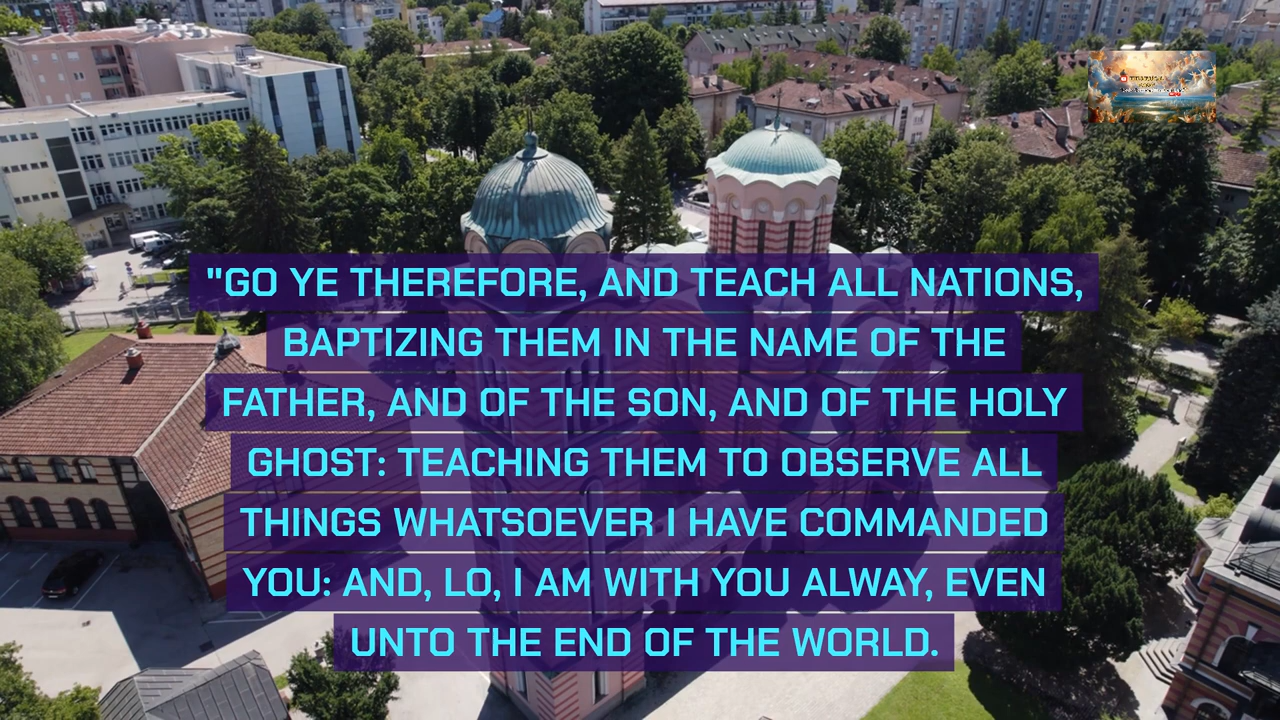 "GO YE THEREFORE, AND TEACH ALL NATIONS,
BAPTIZING THEM IN THE NAME OF THE
FATHER, AND OF THE SON, AND OF THE HOLY
GHOST: TEACHING THEM TO OBSERVE ALL
THINGS WHATSOEVER I HAVE COMMANDED
YOU: AND, LO, I AM WITH YOU ALWAY, EVEN
UNTO THE END OF THE WORLD.